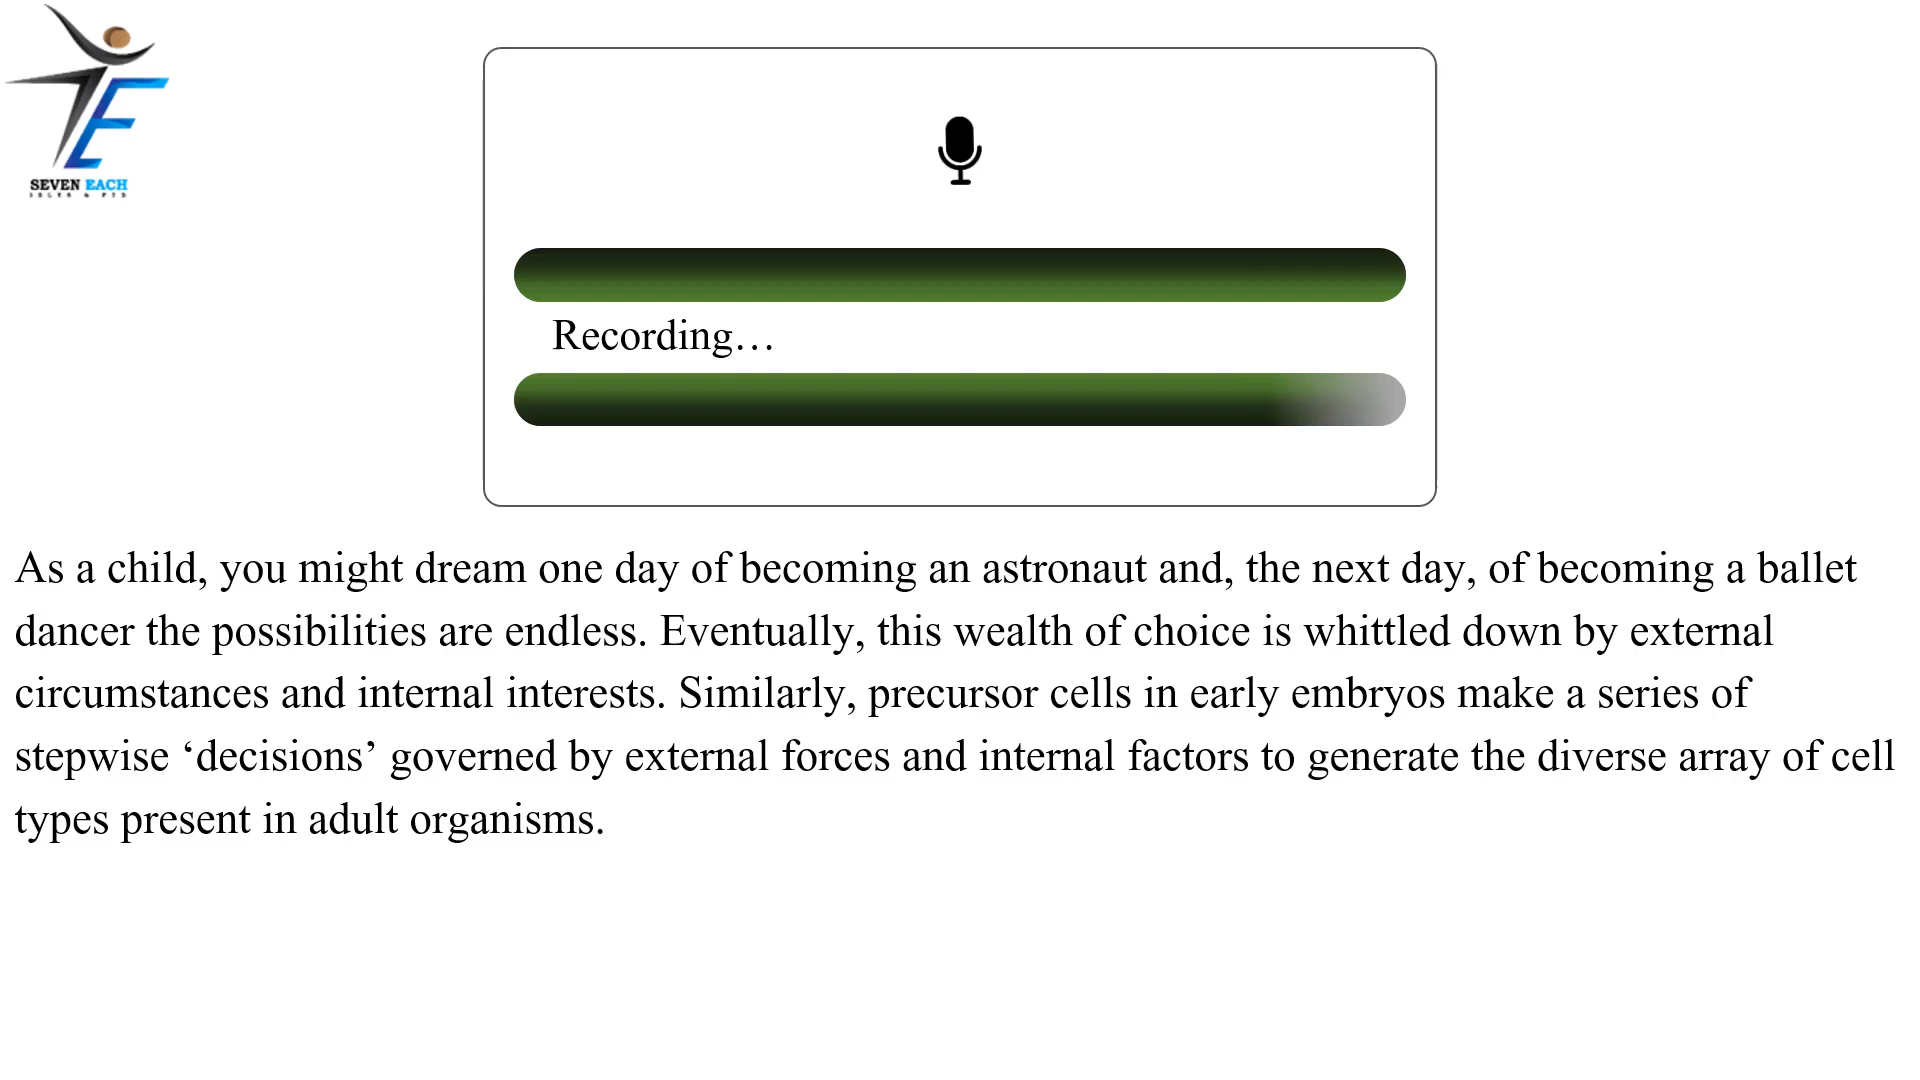 SEVEN EACH
IELTS & PTE
Recording…
As a child, you might dream one day of becoming an astronaut and, the next day, of becoming a ballet
dancer the possibilities are endless. Eventually, this wealth of choice is whittled down by external
circumstances and internal interests. Similarly, precursor cells in early embryos make a series of
stepwise ‘decisions’ governed by external forces and internal factors to generate the diverse array of cell
types present in adult organisms.